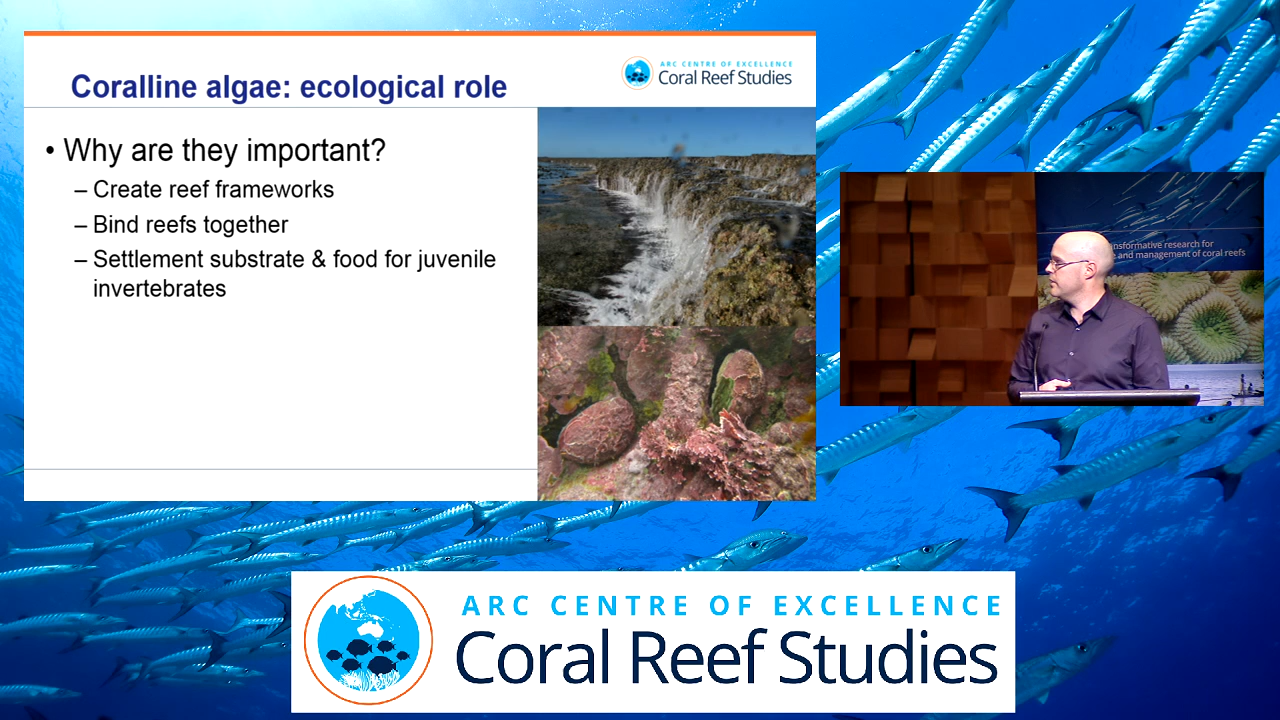 Coralline algae: ecological role
ARC CENTRE OF EXCELLENCE
Coral Reef Studies
• Why are they important?
– Create reef frameworks
– Bind reefs together
– Settlement substrate & food for juvenile
invertebrates
research for
and management of coral reefs
ARC CENTRE OF EXCELLENCE
Coral Reef Studies